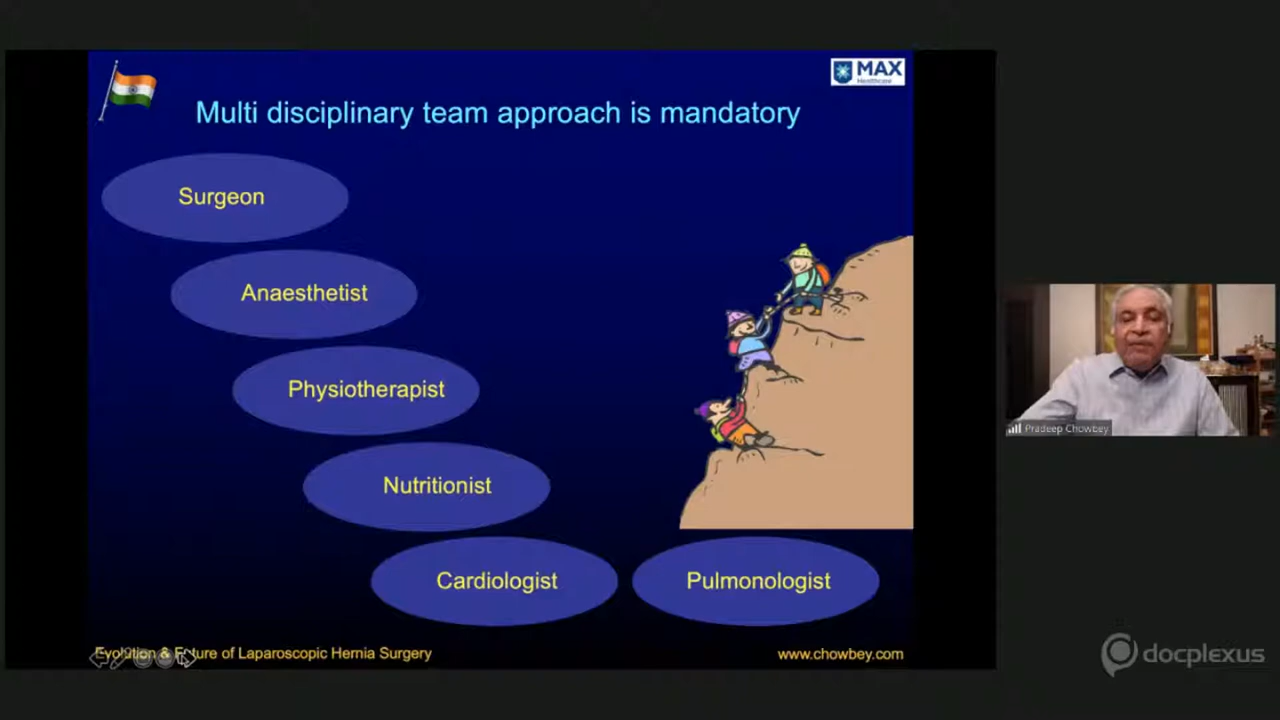 MAX
Healthcare
Multi disciplinary team approach is mandatory
Surgeon
Anaesthetist
Physiotherapist
Nutritionist
Cardiologist
Pulmonologist
Pradeep Chowbey
Evolution & Future of Laparoscopic Hernia Surgery
www.chowbey.com
docplexus